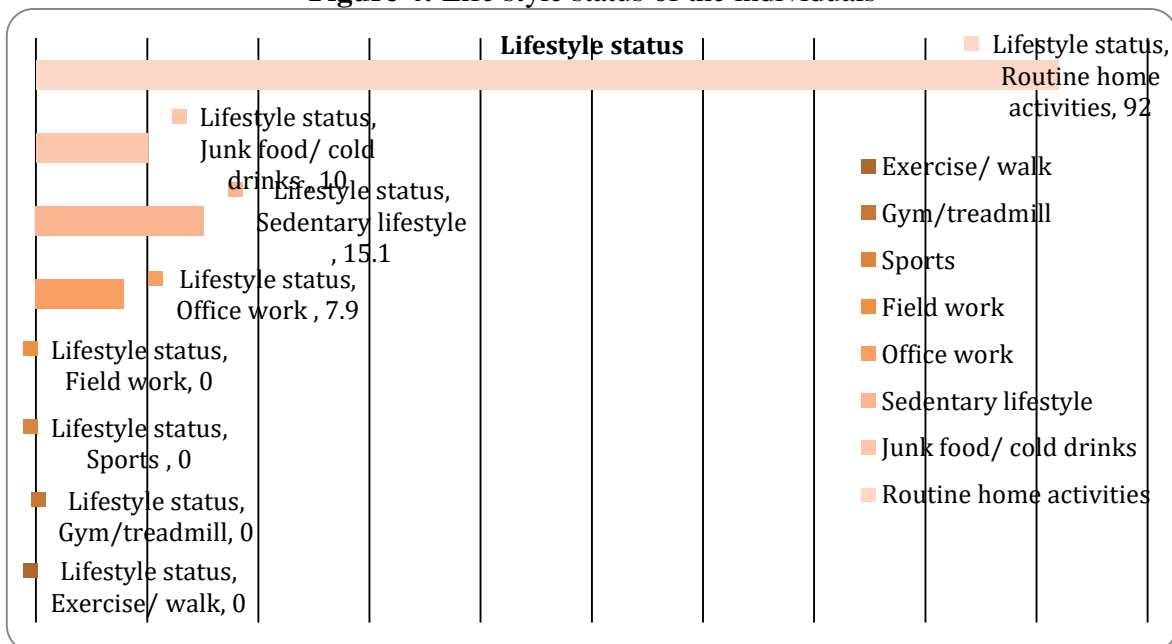 Lifestyle status
Lifestyle status,
Routine home
activities, 92
Lifestyle status,
Junk food/ cold
drinks , 10
Lifestyle status,
Sedentary lifestyle
, 15.1
Lifestyle status,
Office work , 7.9
Lifestyle status,
Field work, 0
Lifestyle status,
Sports , 0
Lifestyle status,
Gym/treadmill, 0
Lifestyle status,
Exercise/ walk, 0
Exercise/ walk
Gym/treadmill
Sports
Field work
Office work
Sedentary lifestyle
Junk food/ cold drinks
Routine home activities